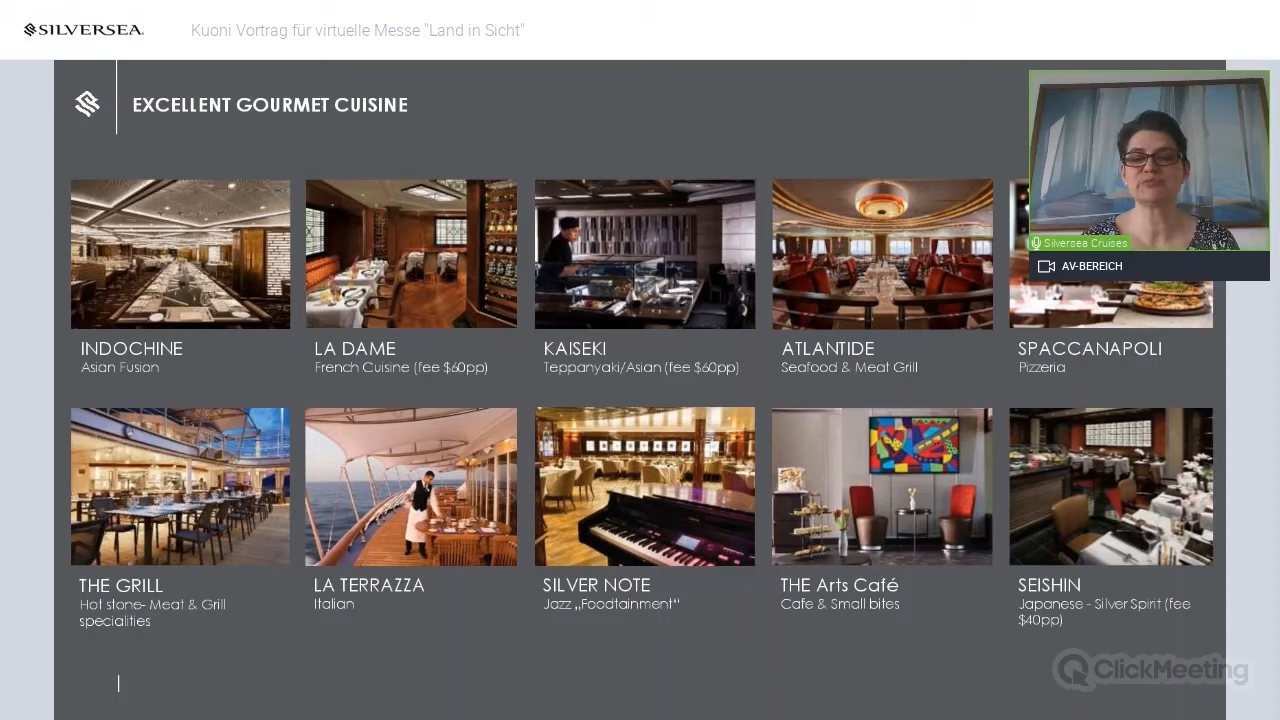 SILVERSEA
Kuoni Vortrag für virtuelle Messe "Land in Sicht"
EXCELLENT GOURMET CUISINE
Silversea Cruises
AV-BEREICH
INDOCHINE
Asian Fusion
LA DAME
French Cuisine (fee $60pp)
KAISEKI
Teppanyaki/Asian (fee $60pp)
ATLANTIDE
Seafood & Meat Grill
SPACCANAPOLI
Pizzeria
THE GRILL
Hot stone- Meat & Grill
specialities
LA TERRAZZA
Italian
SILVER NOTE
Jazz „Foodtainment“
THE Arts Café
Cafe & Small bites
SEISHIN
Japanese - Silver Spirit (fee
$40pp)
ClickMeeting